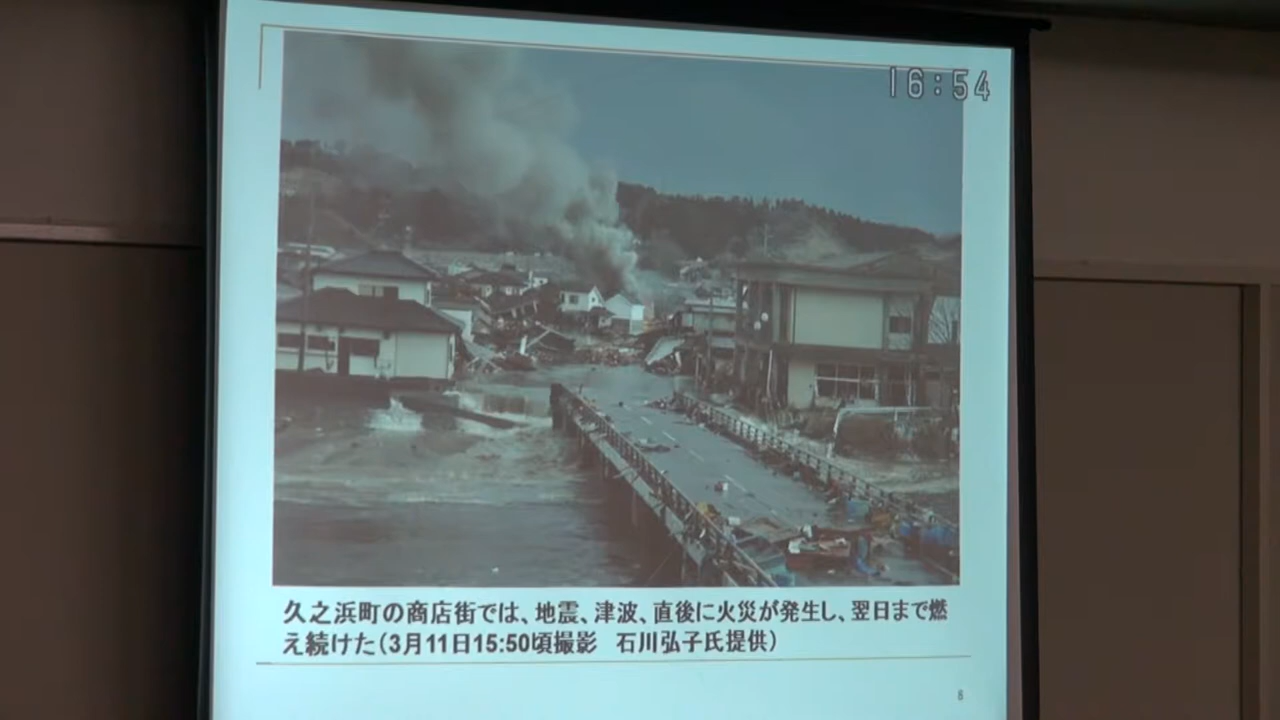 16:54
久之浜町の商店街では、地震、津波、直後に火災が発生し、翌日まで燃
え続けた(3月11日15:50頃撮影　石川弘子氏提供)
6